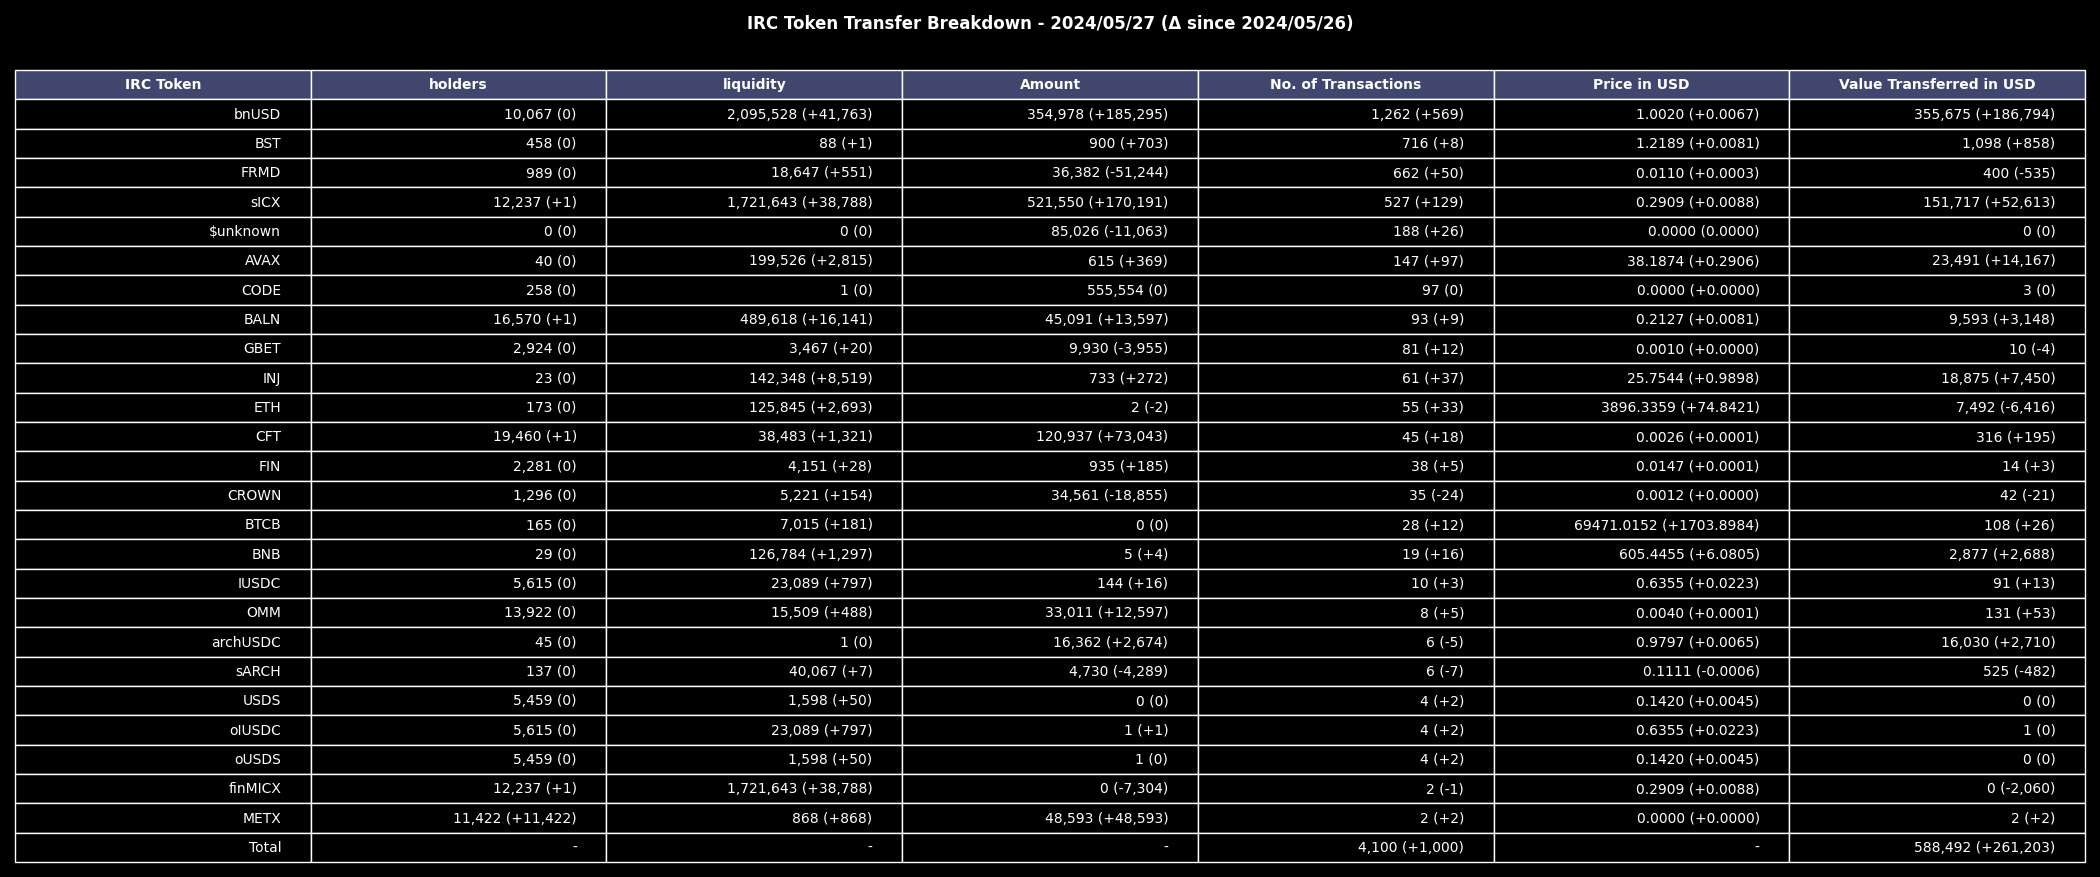 IRC Token Transfer Breakdown - 2024/05/27 (Δ since 2024/05/26)
IRC Token holders liquidity Amount No. of Transactions Price in USD Value Transferred in USD
bnUSD 10,067 (0) 2,095,528 (+41,763) 354,978 (+185,295) 1,262 (+569) 1.0020 (+0.0067) 355,675 (+186,794)
BST 458 (0) 88 (+1) 900 (+703) 716 (+8) 1.2189 (+0.0081) 1,098 (+858)
FRMD 989 (0) 18,647 (+551) 36,382 (-51,244) 662 (+50) 0.0110 (+0.0003) 400 (-535)
sICX 12,237 (+1) 1,721,643 (+38,788) 521,550 (+170,191) 527 (+129) 0.2909 (+0.0088) 151,717 (+52,613)
$unknown 0 (0) 0 (0) 85,026 (-11,063) 188 (+26) 0.0000 (0.0000) 0 (0)
AVAX 40 (0) 199,526 (+2,815) 615 (+369) 147 (+97) 38.1874 (+0.2906) 23,491 (+14,167)
CODE 258 (0) 1 (0) 555,554 (0) 97 (0) 0.0000 (+0.0000) 3 (0)
BALN 16,570 (+1) 489,618 (+16,141) 45,091 (+13,597) 93 (+9) 0.2127 (+0.0081) 9,593 (+3,148)
GBET 2,924 (0) 3,467 (+20) 9,930 (-3,955) 81 (+12) 0.0010 (+0.0000) 10 (-4)
INJ 23 (0) 142,348 (+8,519) 733 (+272) 61 (+37) 25.7544 (+0.9898) 18,875 (+7,450)
ETH 173 (0) 125,845 (+2,693) 2 (-2) 55 (+33) 3896.3359 (+74.8421) 7,492 (-6,416)
CFT 19,460 (+1) 38,483 (+1,321) 120,937 (+73,043) 45 (+18) 0.0026 (+0.0001) 316 (+195)
FIN 2,281 (0) 4,151 (+28) 935 (+185) 38 (+5) 0.0147 (+0.0001) 14 (+3)
CROWN 1,296 (0) 5,221 (+154) 34,561 (-18,855) 35 (-24) 0.0012 (+0.0000) 42 (-21)
BTCB 165 (0) 7,015 (+181) 0 (0) 28 (+12) 69471.0152 (+1703.8984) 108 (+26)
BNB 29 (0) 126,784 (+1,297) 5 (+4) 19 (+16) 605.4455 (+6.0805) 2,877 (+2,688)
IUSDC 5,615 (0) 23,089 (+797) 144 (+16) 10 (+3) 0.6355 (+0.0223) 91 (+13)
OMM 13,922 (0) 15,509 (+488) 33,011 (+12,597) 8 (+5) 0.0040 (+0.0001) 131 (+53)
archUSDC 45 (0) 1 (0) 16,362 (+2,674) 6 (-5) 0.9797 (+0.0065) 16,030 (+2,710)
sARCH 137 (0) 40,067 (+7) 4,730 (-4,289) 6 (-7) 0.1111 (-0.0006) 525 (-482)
USDS 5,459 (0) 1,598 (+50) 0 (0) 4 (+2) 0.1420 (+0.0045) 0 (0)
oIUSDC 5,615 (0) 23,089 (+797) 1 (+1) 4 (+2) 0.6355 (+0.0223) 1 (0)
oUSDS 5,459 (0) 1,598 (+50) 1 (0) 4 (+2) 0.1420 (+0.0045) 0 (0)
finMICX 12,237 (+1) 1,721,643 (+38,788) 0 (-7,304) 2 (-1) 0.2909 (+0.0088) 0 (-2,060)
METX 11,422 (+11,422) 868 (+868) 48,593 (+48,593) 2 (+2) 0.0000 (+0.0000) 2 (+2)
Total - - - 4,100 (+1,000) - 588,492 (+261,203)